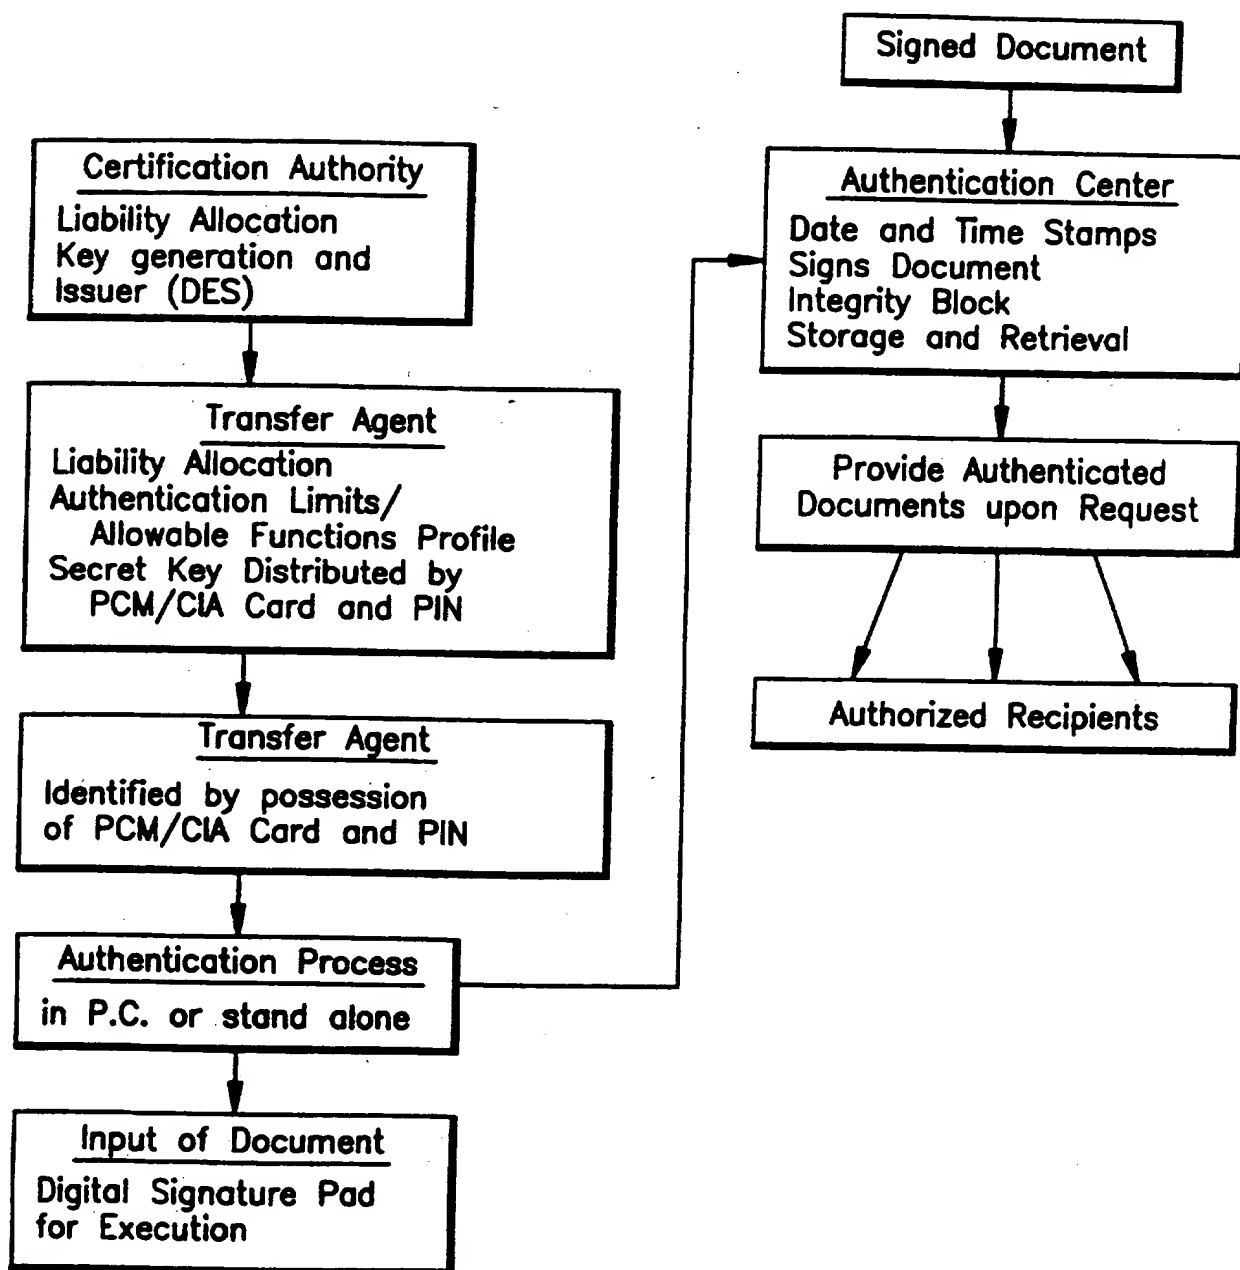 Certification Authority
Liability Allocation
Key generation and
Issuer (DES)
Transfer Agent
Liability Allocation
Authentication Limits/
Allowable Functions Profile
Secret Key Distributed by
PCM/CIA Card and PIN
Transfer Agent
Identified by possession
of PCM/CIA Card and PIN
Authentication Process
in P.C. or stand alone
Input of Document
Digital Signature Pad
for Execution
Signed Document
Authentication Center
Date and Time Stamps
Signs Document
Integrity Block
Storage and Retrieval
Provide Authenticated
Documents upon Request
Authorized Recipients